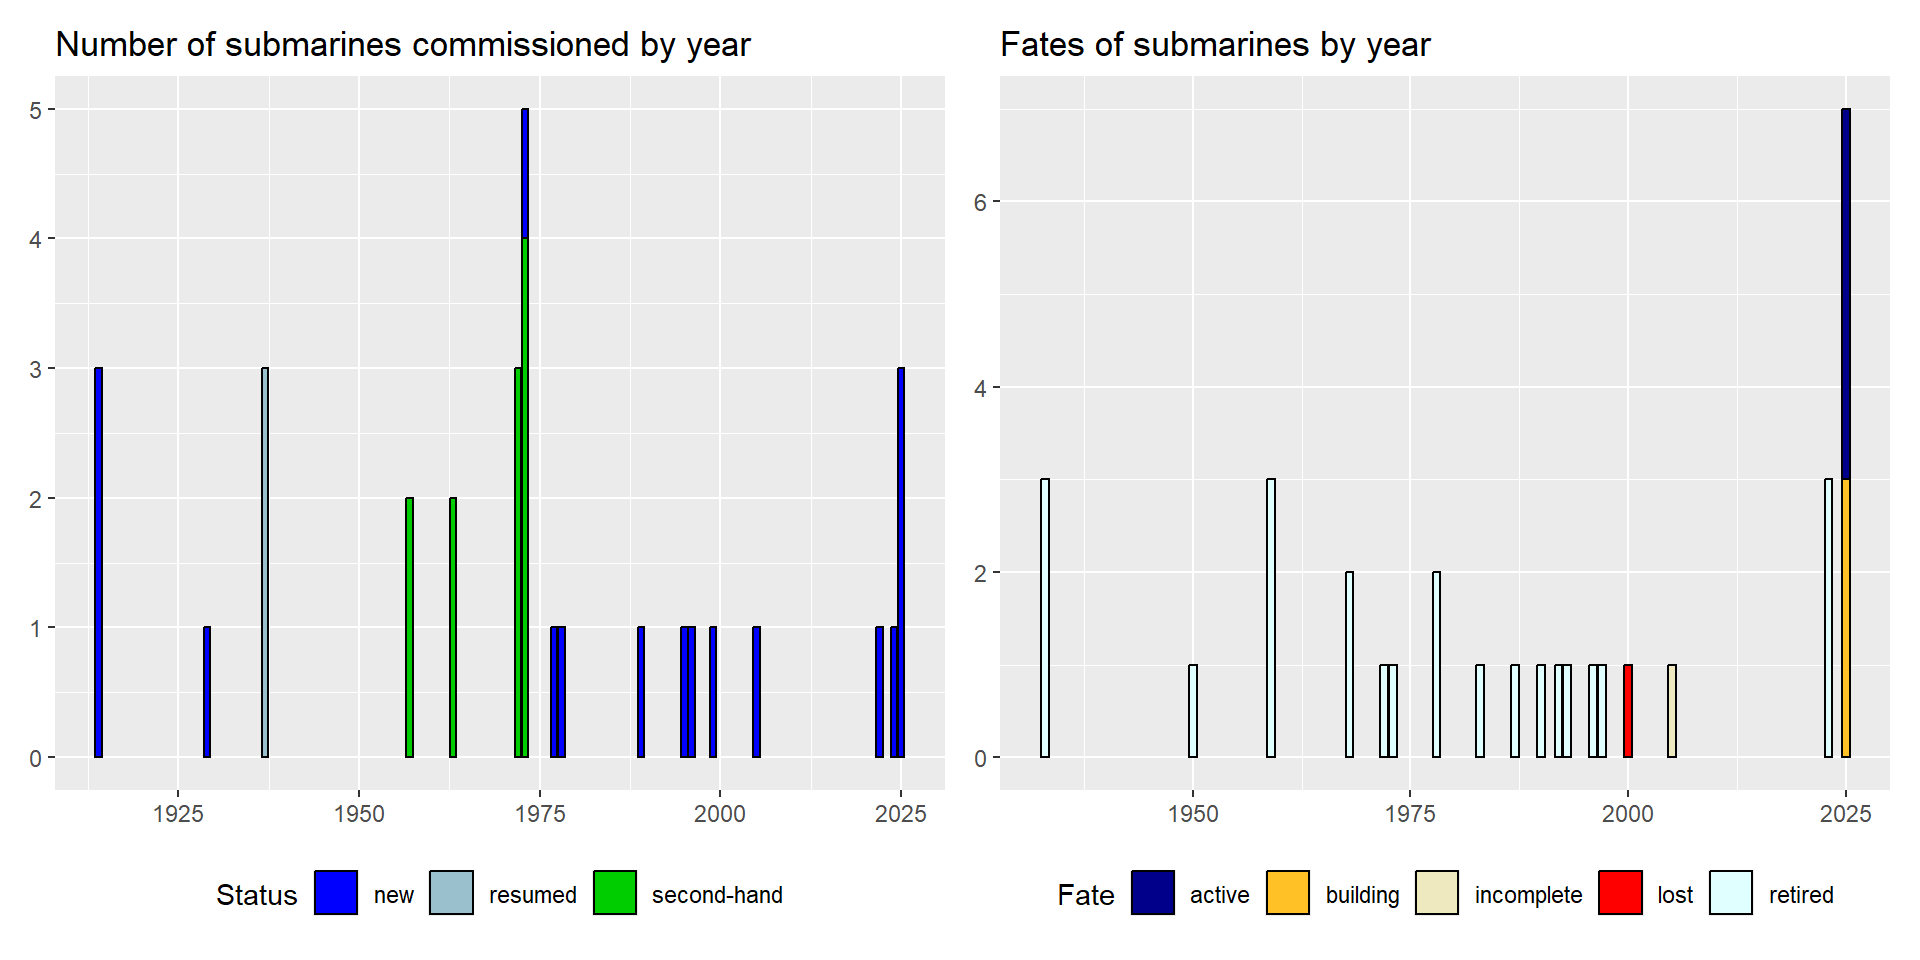 Number of submarines commissioned by year
5
4
3
2
1
0
1925 1950 1975 2000 2025
Status new resumed second-hand
Fates of submarines by year
6
4
2
0
1950 1975 2000 2025
Fate active building incomplete lost retired